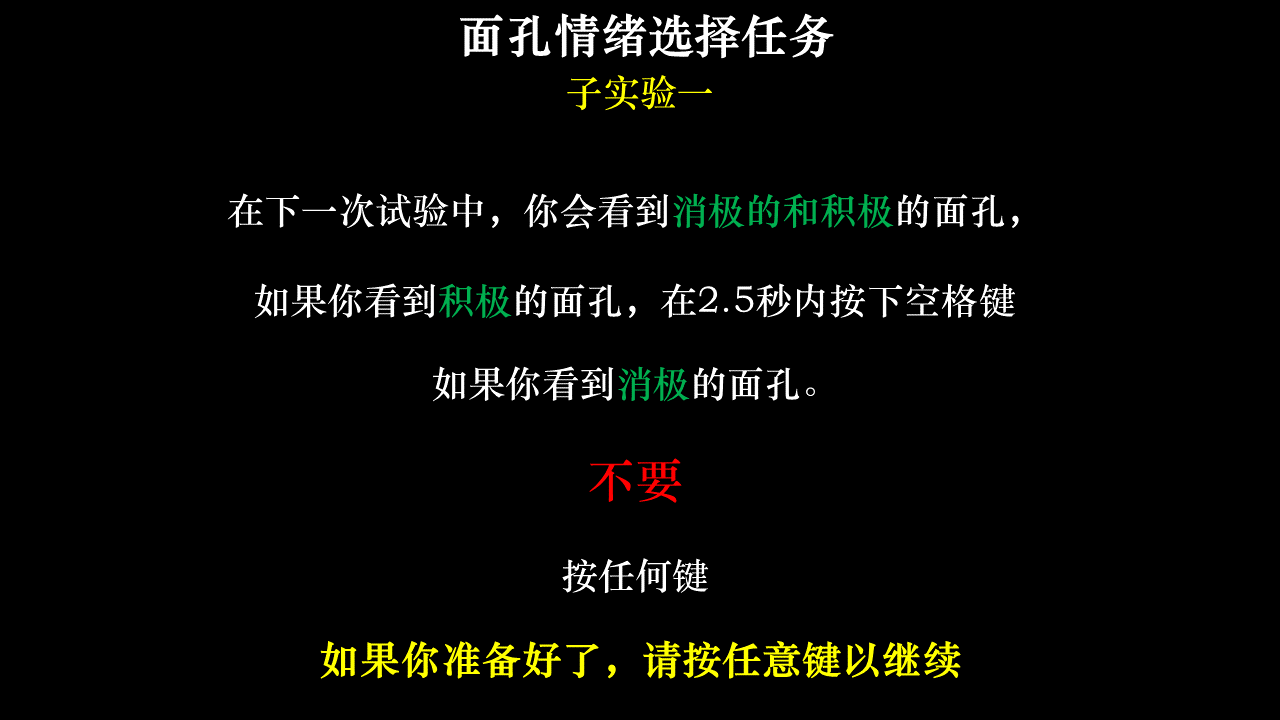 面孔情绪选择任务
子实验一
在下一次试验中，你会看到消极的和积极的面孔，
如果你看到积极的面孔，在2.5秒内按下空格键
如果你看到消极的面孔。
不要
按任何键
如果你准备好了，请按任意键以继续